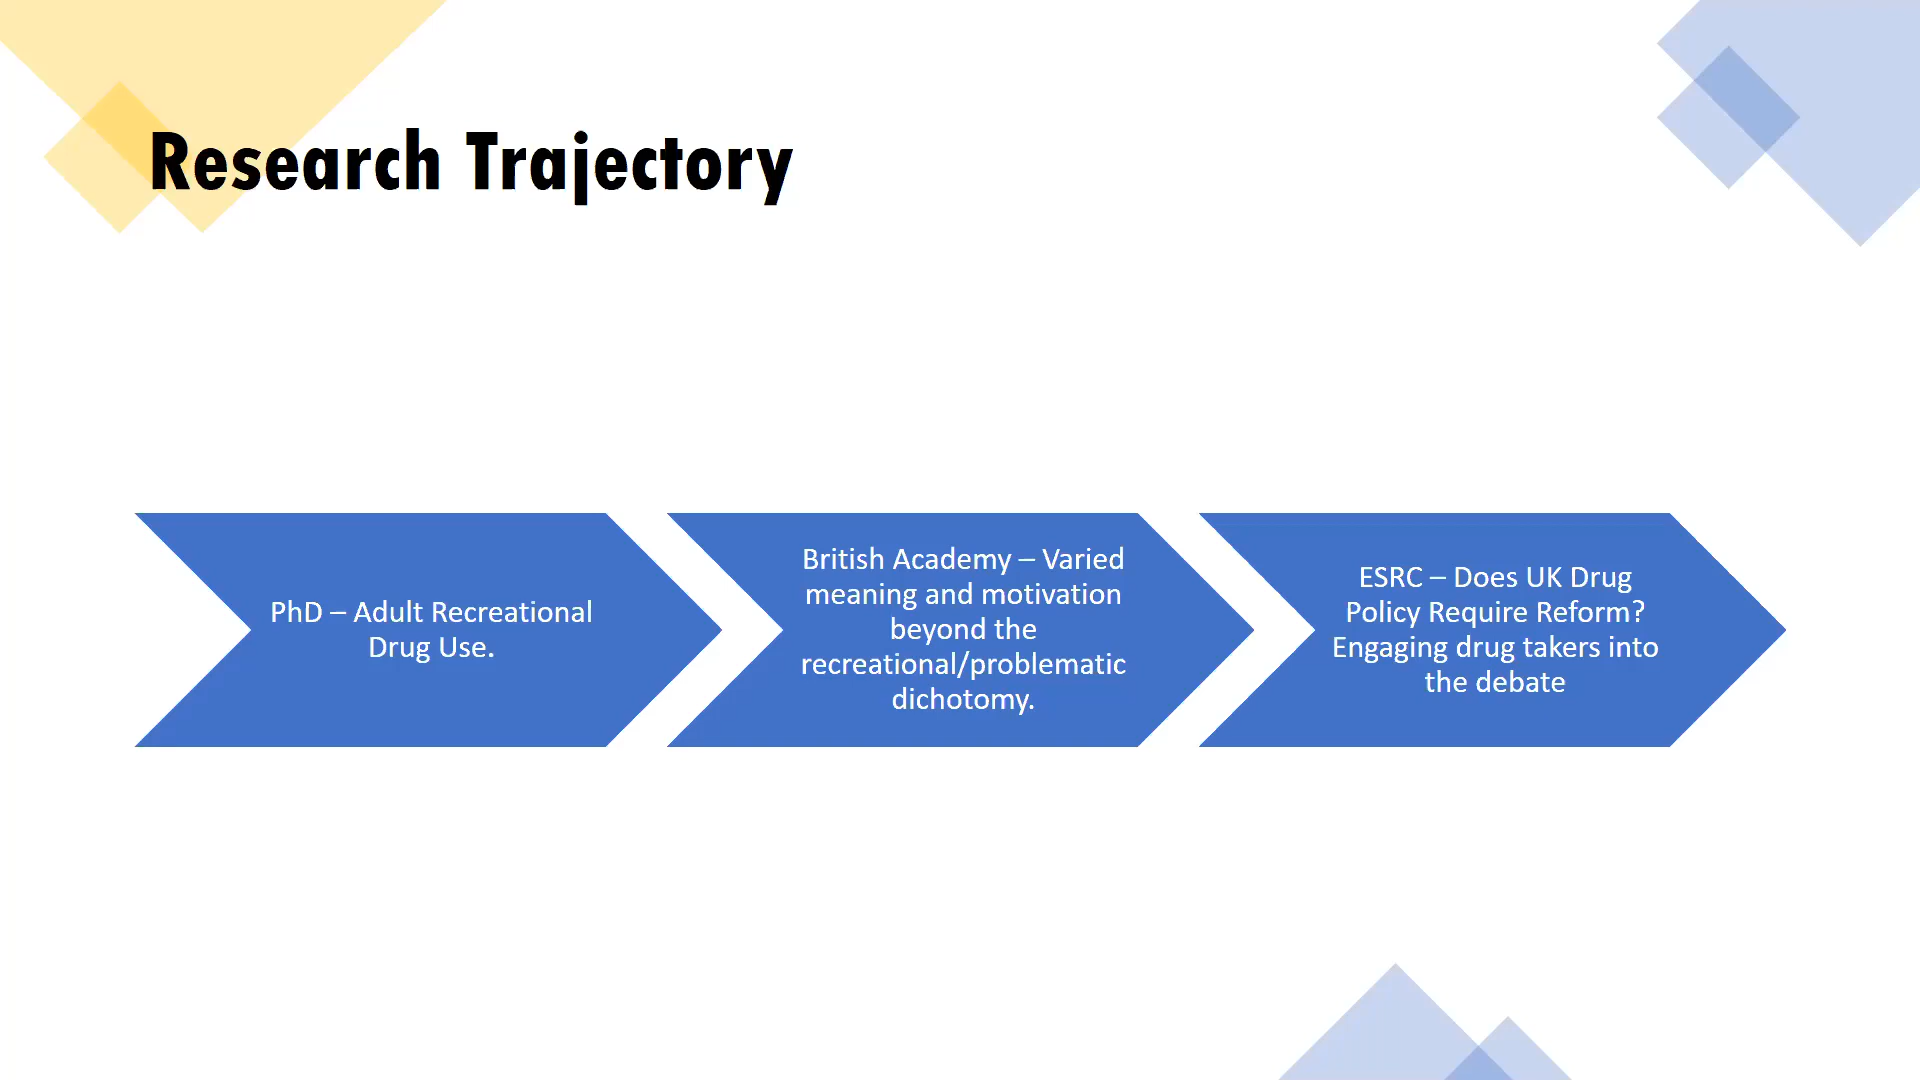 Research Trajectory
PhD – Adult Recreational
Drug Use.
British Academy – Varied
meaning and motivation
beyond the
recreational/problematic
dichotomy.
ESRC – Does UK Drug
Policy Require Reform?
Engaging drug takers into
the debate